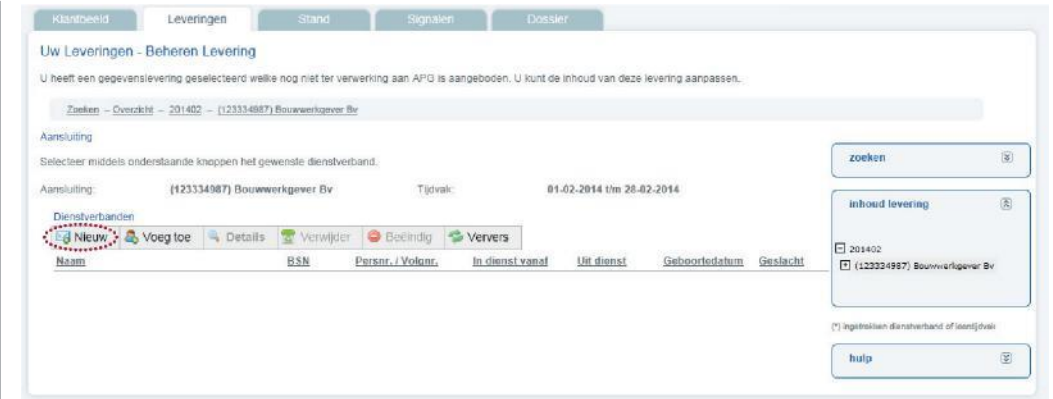 Klantbeeld Leveringen Stand Signalen Dossier
Uw Leveringen - Beheren Levering
U heeft een gegevenslevering geselecteerd welke nog niet ter verwerking aan APG is aangeboden. U kunt de inhoud van deze levering aanpassen.
Zoeken – Overzicht – 201402 – (123334987) Bouwwerkgever Bv
Aansluiting
Selecteer middels onderstaande knoppen het gewenste dienstverband.
Aansluiting: (123334987) Bouwwerkgever Bv Tijdvak: 01-02-2014 t/m 28-02-2014
Dienstverbanden
Nieuw Voeg toe Details Verwijder Beëindig Ververs
Naam BSN Persnr. / Volgnr. In dienst vanaf Uit dienst Geboortedatum Geslacht
zoeken
inhoud levering
201402
(123334987) Bouwwerkgever Bv
(*) ingetrokken dienstverband of loontijdvak
hulp